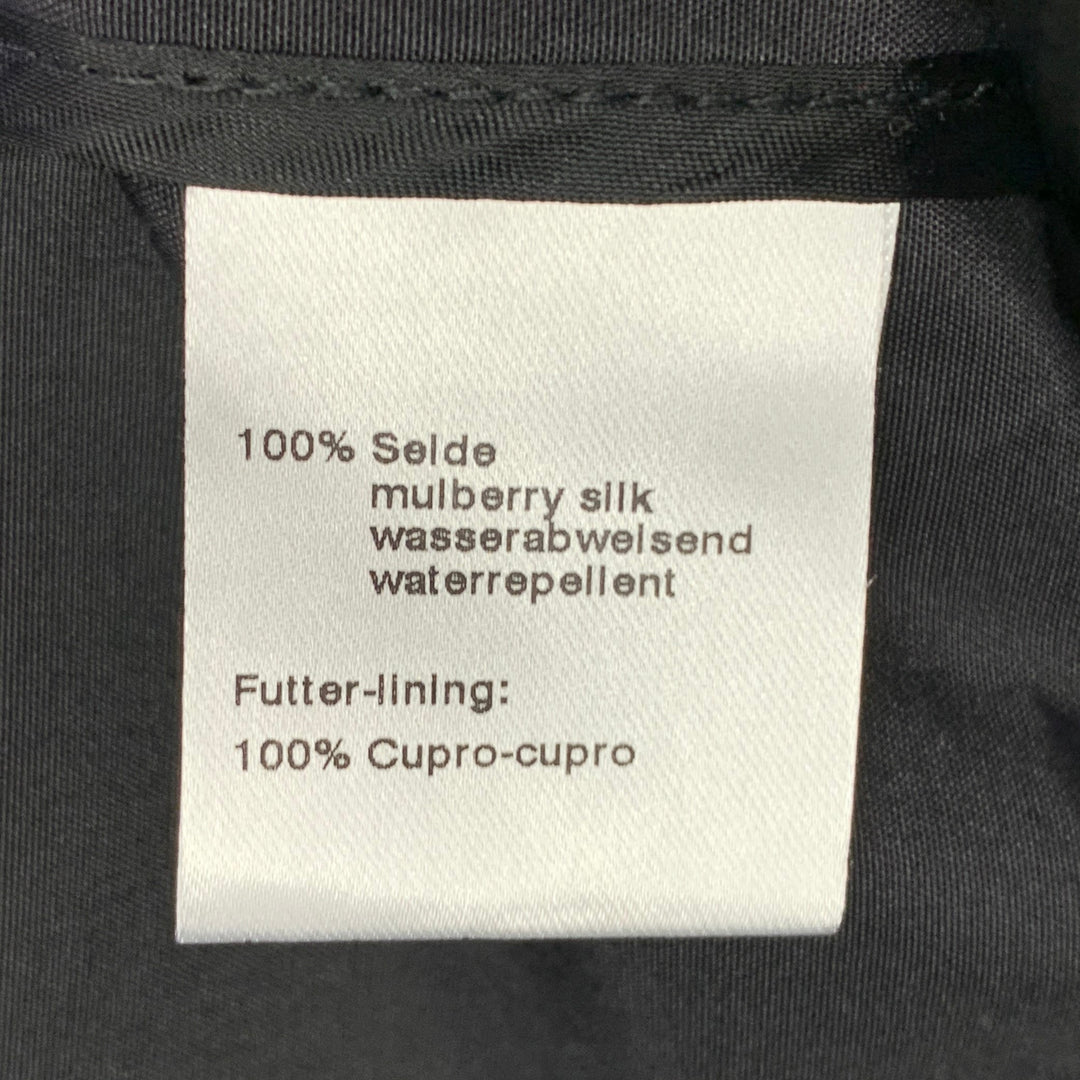 100% Seide
mulberry silk
wasserabweisend
waterrepellent
Futter-lining:
100% Cupro-cupro